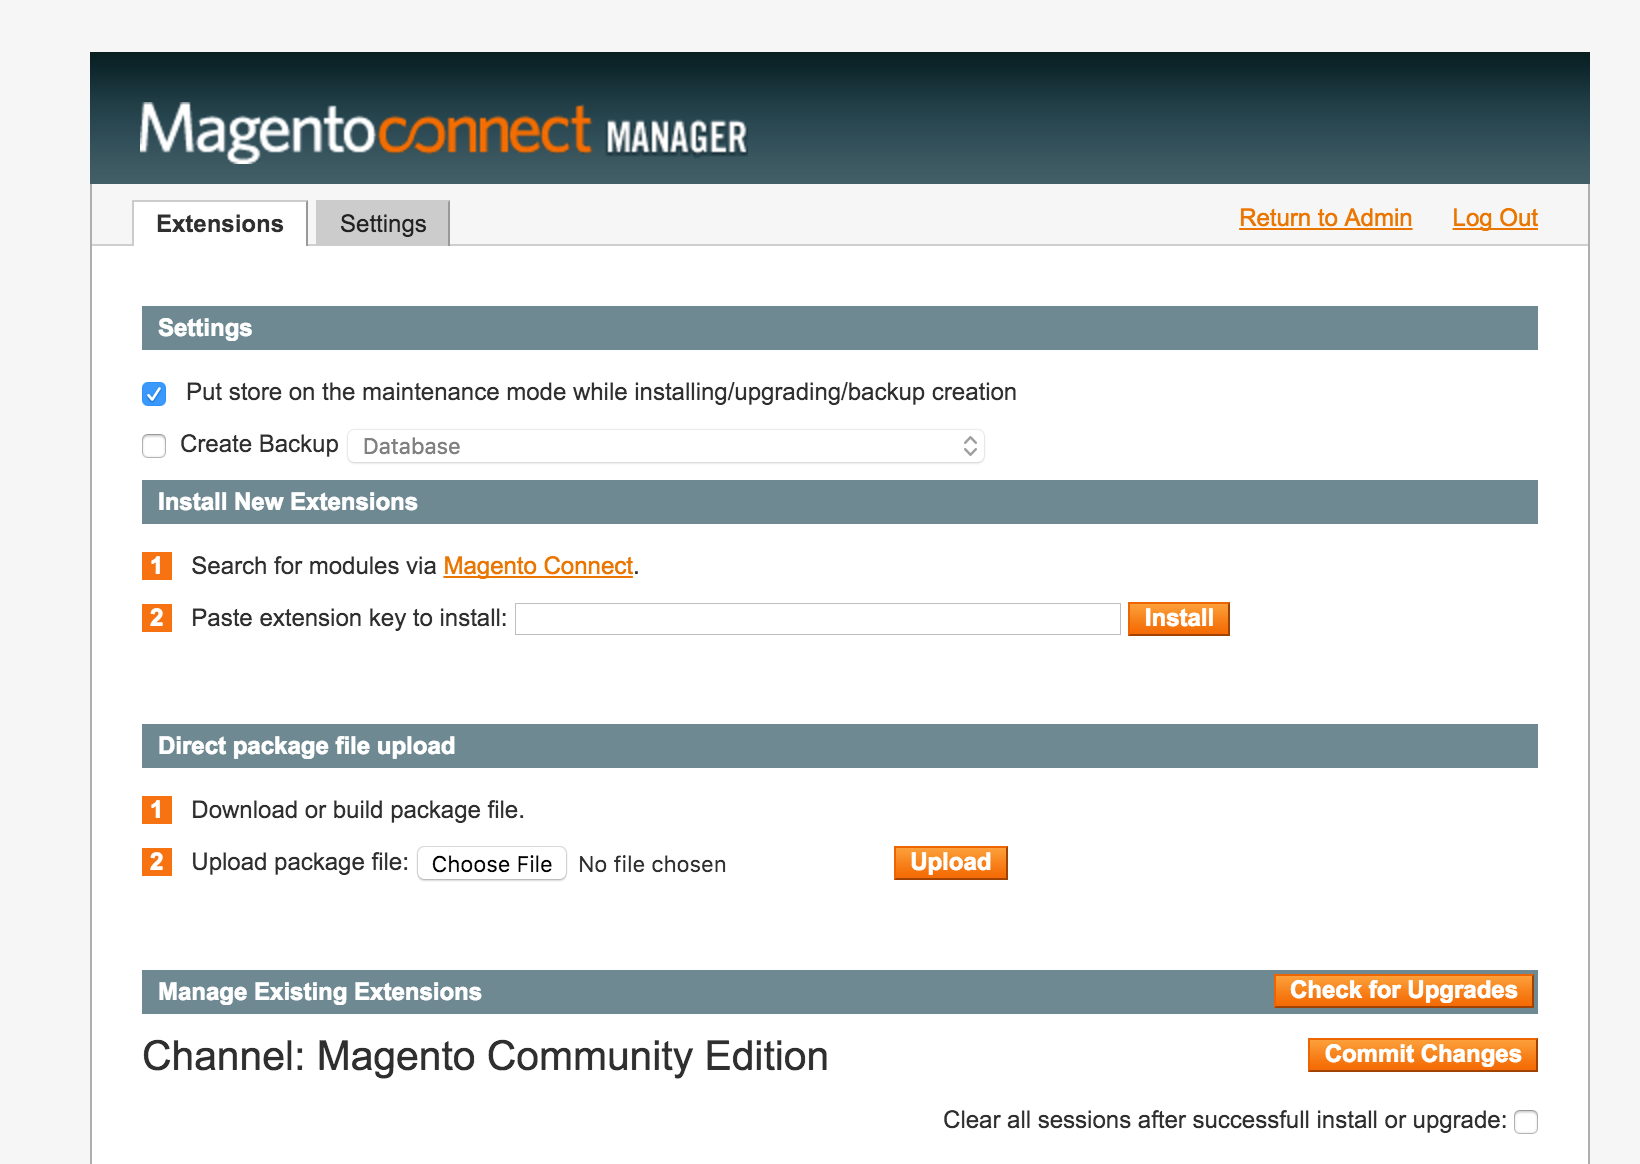 Magentoconnect MANAGER
Extensions Settings Return to Admin Log Out
Settings
Put store on the maintenance mode while installing/upgrading/backup creation
Create Backup Database
Install New Extensions
1 Search for modules via Magento Connect.
2 Paste extension key to install: Install
Direct package file upload
1 Download or build package file.
2 Upload package file: Choose File No file chosen Upload
Manage Existing Extensions Check for Upgrades
Channel: Magento Community Edition Commit Changes
Clear all sessions after successfull install or upgrade: